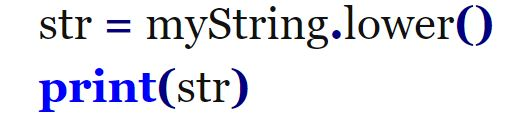 str = myString.lower()
print(str)